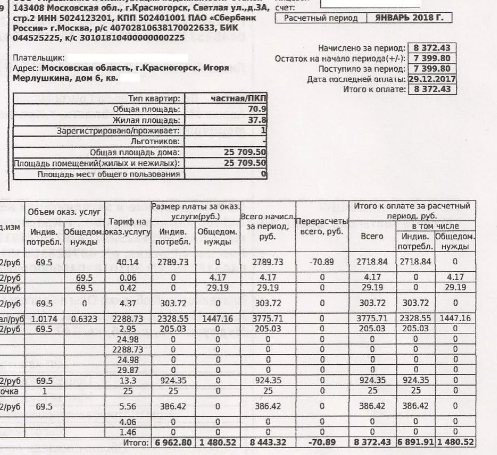 143408 Московская обл., г.Красногорск, Светлая ул.,д.3А,
стр.2 ИНН 5024123201, КПП 502401001 ПАО «Сбербанк
России» г.Москва, р/с 40702810638170022633, БИК
044525225, к/с 30101810400000000225
счет:
Расчетный период ЯНВАРЬ 2018 Г.
Плательщик:
Адрес: Московская область, г.Красногорск, Игоря
Мерлушкина, дом 6, кв.
Начислено за период: 8 372.43
Остаток на начало периода(+/-): 7 399.80
Поступило за период: 7 399.80
Дата последней оплаты: 29.12.2017
Итого к оплате: 8 372.43
Тип квартир: частная/ПКП
Общая площадь: 70.9
Жилая площадь: 37.8
Зарегистрировано/проживает: 1
Льготников: -
Общая площадь дома: 25 709.50
Площадь помещений(жилых и нежилых): 25 709.50
Площадь мест общего пользования 0
д.изм Объем оказ. услуг Тариф на оказ.услугу Размер платы за оказ. услуги(руб.) Всего начисл. за период, руб. Перерасчеты всего, руб. Итого к оплате за расчетный период, руб.
Индив. потребл. Общедом. нужды Индив. потребл. Общедом. нужды Всего в том числе
Индив. потребл. Общедом. нужды
2/руб 69.5 40.14 2789.73 0 2789.73 -70.89 2718.84 2718.84 0
2/руб 69.5 0.06 0 4.17 4.17 0 4.17 0 4.17
2/руб 69.5 0.42 0 29.19 29.19 0 29.19 0 29.19
2/руб 69.5 0 4.37 303.72 0 303.72 0 303.72 303.72 0
ал/руб 1.0174 0.6323 2288.73 2328.55 1447.16 3775.71 0 3775.71 2328.55 1447.16
2/руб 69.5 2.95 205.03 0 205.03 0 205.03 205.03 0
24.98 0 0 0 0 0 0 0
2288.73 0 0 0 0 0 0 0
24.98 0 0 0 0 0 0 0
29.87 0 0 0 0 0 0 0
2/руб 69.5 13.3 924.35 0 924.35 0 924.35 924.35 0
очка 1 25 25 0 25 0 25 25 0
2/руб 69.5 5.56 386.42 0 386.42 0 386.42 386.42 0
4.06 0 0 0 0 0 0 0
1.46 0 0 0 0 0 0 0
Итого: 6 962.80 1 480.52 8 443.32 -70.89 8 372.43 6 891.91 1 480.52